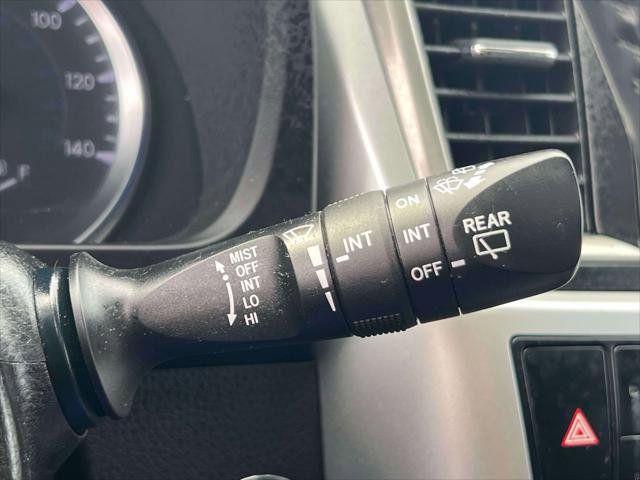 100
120
140
F
MIST
OFF
INT
LO
HI
INT
ON
INT
OFF
REAR